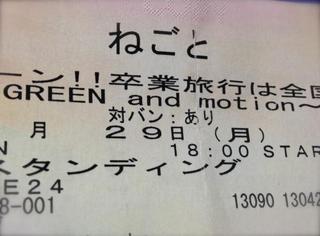 ねごと
ーン!!卒業旅行は全国
GREEN and motion～
対バン:あり
月 29日 (月)
N 18:00 STAR
スタンディング
E24
8-001 13090 13042